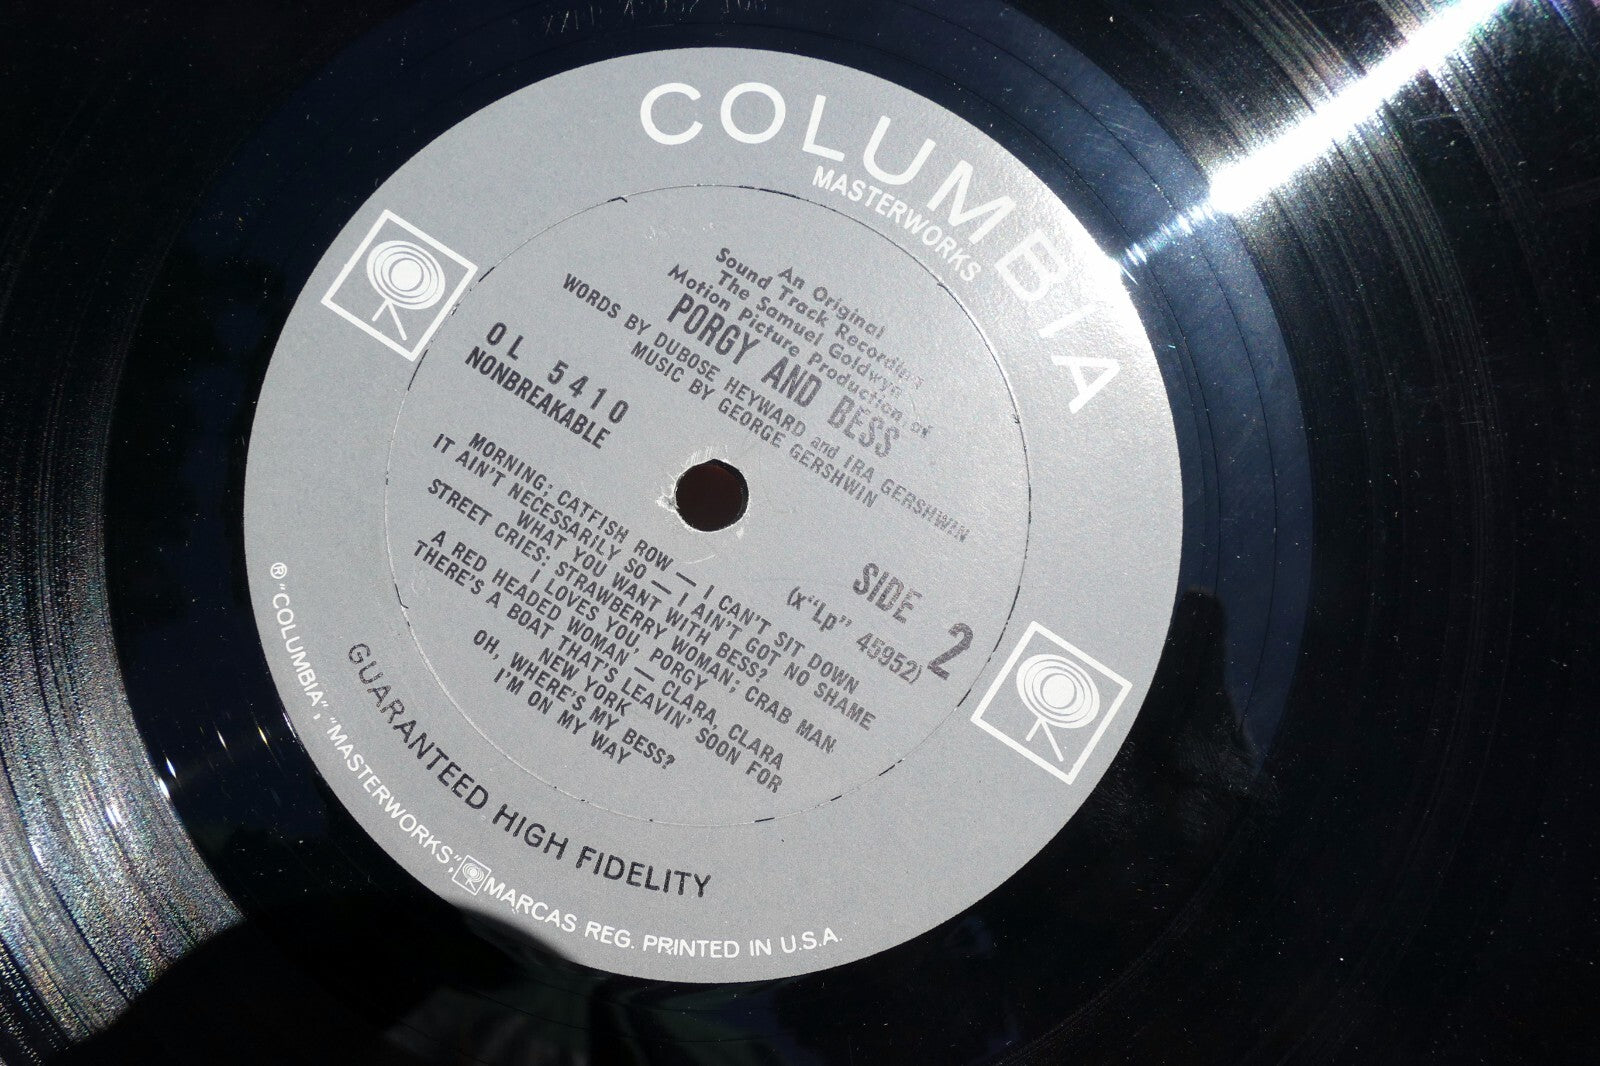 COLUMBIA
MASTERWORKS
An Original
Sound Track Recording
The Samuel Goldwyn
Motion Picture Production of
PORGY AND BESS
WORDS BY DUBOSE HEYWARD and IRA GERSHWIN
MUSIC BY GEORGE GERSHWIN
OL 5410
NONBREAKABLE
SIDE 2
(x"Lp" 45952)
MORNING; CATFISH ROW — I CAN'T SIT DOWN
IT AIN'T NECESSARILY SO — I AIN'T GOT NO SHAME
WHAT YOU WANT WITH BESS?
STREET CRIES: STRAWBERRY WOMAN; CRAB MAN
I LOVES YOU, PORGY
A RED HEADED WOMAN — CLARA, CLARA
THERE'S A BOAT THAT'S LEAVIN' SOON FOR
NEW YORK
OH, WHERE'S MY BESS?
I'M ON MY WAY
GUARANTEED HIGH FIDELITY
® "COLUMBIA", "MASTERWORKS", MARCAS REG. PRINTED IN U.S.A.